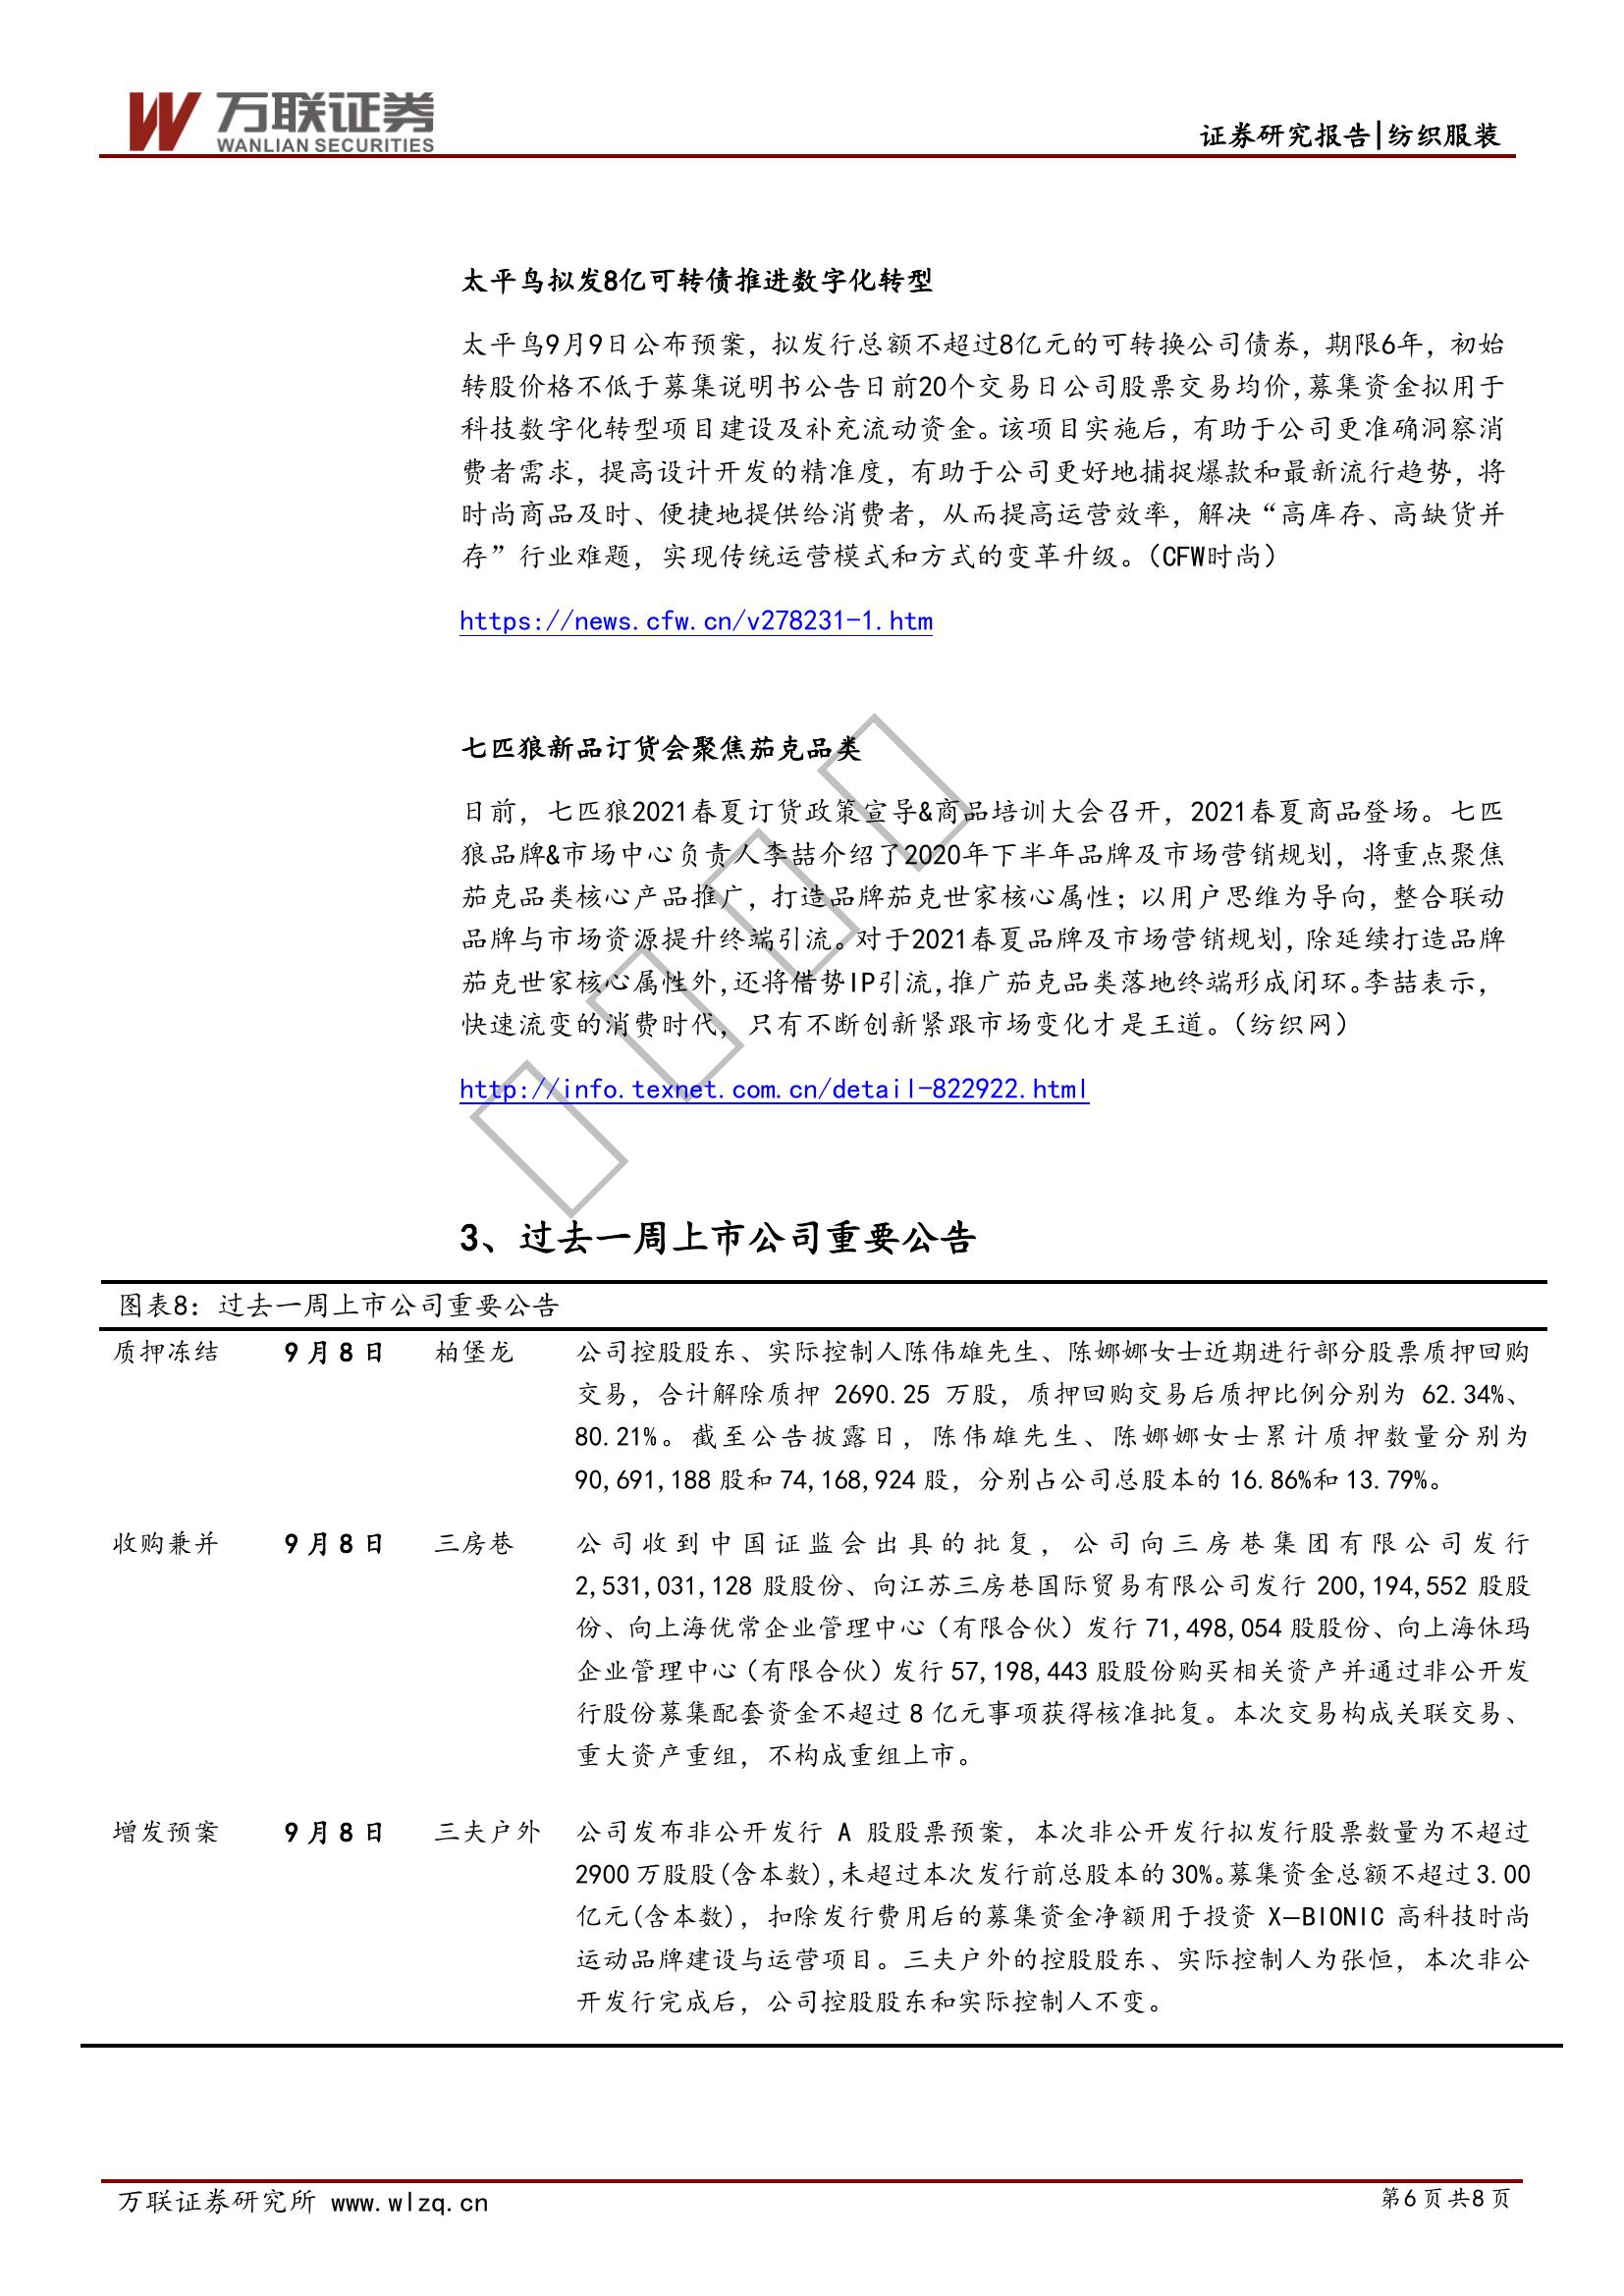 万联证券
WANLIAN SECURITIES
证券研究报告|纺织服装
太平鸟拟发8亿可转债推进数字化转型
太平鸟9月9日公布预案，拟发行总额不超过8亿元的可转换公司债券，期限6年，初始
转股价格不低于募集说明书公告日前20个交易日公司股票交易均价，募集资金拟用于
科技数字化转型项目建设及补充流动资金。该项目实施后，有助于公司更准确洞察消
费者需求，提高设计开发的精准度，有助于公司更好地捕捉爆款和最新流行趋势，将
时尚商品及时、便捷地提供给消费者，从而提高运营效率，解决“高库存、高缺货并
存”行业难题，实现传统运营模式和方式的变革升级。（CFW时尚）
https://news.cfw.cn/v278231-1.htm
七匹狼新品订货会聚焦茄克品类
日前，七匹狼2021春夏订货政策宣导&商品培训大会召开，2021春夏商品登场。七匹
狼品牌&市场中心负责人李喆介绍了2020年下半年品牌及市场营销规划，将重点聚焦
茄克品类核心产品推广，打造品牌茄克世家核心属性；以用户思维为导向，整合联动
品牌与市场资源提升终端引流。对于2021春夏品牌及市场营销规划，除延续打造品牌
茄克世家核心属性外，还将借势IP引流，推广茄克品类落地终端形成闭环。李喆表示，
快速流变的消费时代，只有不断创新紧跟市场变化才是王道。（纺织网）
http://info.texnet.com.cn/detail-822922.html
3、过去一周上市公司重要公告
图表8：过去一周上市公司重要公告
质押冻结 9月8日 柏堡龙 公司控股股东、实际控制人陈伟雄先生、陈娜娜女士近期进行部分股票质押回购
交易，合计解除质押 2690.25 万股，质押回购交易后质押比例分别为 62.34%、
80.21%。截至公告披露日，陈伟雄先生、陈娜娜女士累计质押数量分别为
90,691,188 股和 74,168,924 股，分别占公司总股本的 16.86%和 13.79%。
收购兼并 9月8日 三房巷 公司收到中国证监会出具的批复，公司向三房巷集团有限公司发行
2,531,031,128 股股份、向江苏三房巷国际贸易有限公司发行 200,194,552 股股
份、向上海优常企业管理中心（有限合伙）发行 71,498,054 股股份、向上海休玛
企业管理中心（有限合伙）发行 57,198,443 股股份购买相关资产并通过非公开发
行股份募集配套资金不超过 8 亿元事项获得核准批复。本次交易构成关联交易、
重大资产重组，不构成重组上市。
增发预案 9月8日 三夫户外 公司发布非公开发行 A 股股票预案，本次非公开发行拟发行股票数量为不超过
2900 万股股(含本数),未超过本次发行前总股本的 30%。募集资金总额不超过 3.00
亿元(含本数)，扣除发行费用后的募集资金净额用于投资 X—BIONIC 高科技时尚
运动品牌建设与运营项目。三夫户外的控股股东、实际控制人为张恒，本次非公
开发行完成后，公司控股股东和实际控制人不变。
万联证券研究所 www.wlzq.cn
第6页共8页